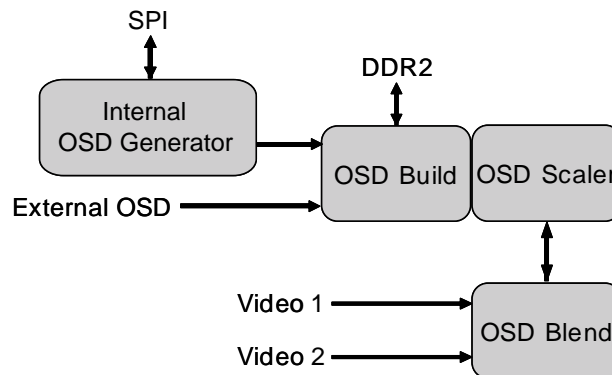 SPI
DDR2
Internal
OSD Generator
OSD Build
OSD Scaler
External OSD
Video 1
OSD Blend
Video 2